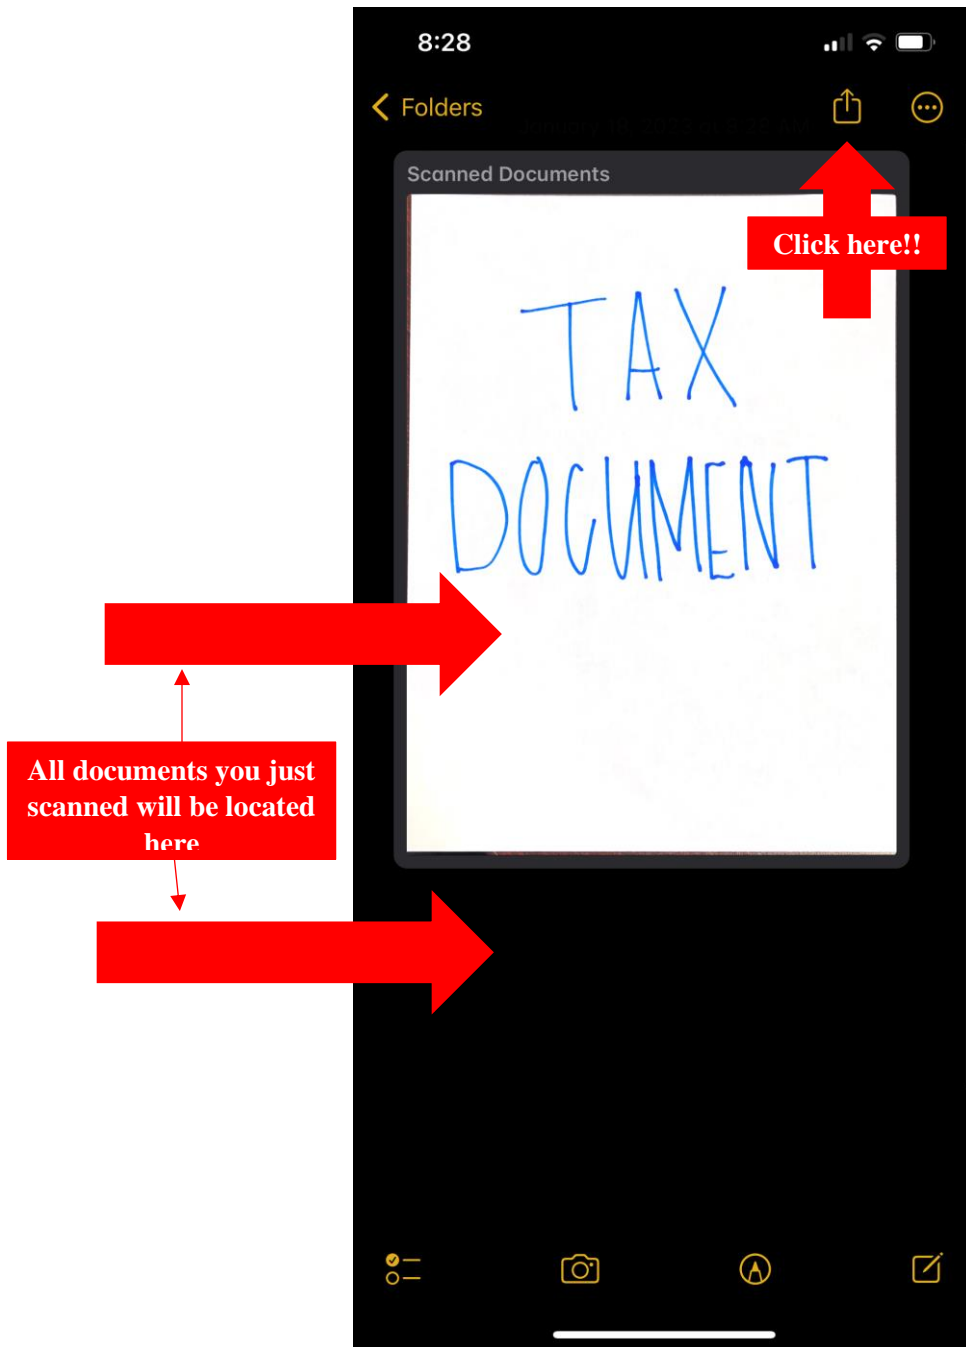 8:28
Folders
Scanned Documents
Click here!!
TAX
DOCUMENT
All documents you just
scanned will be located
here